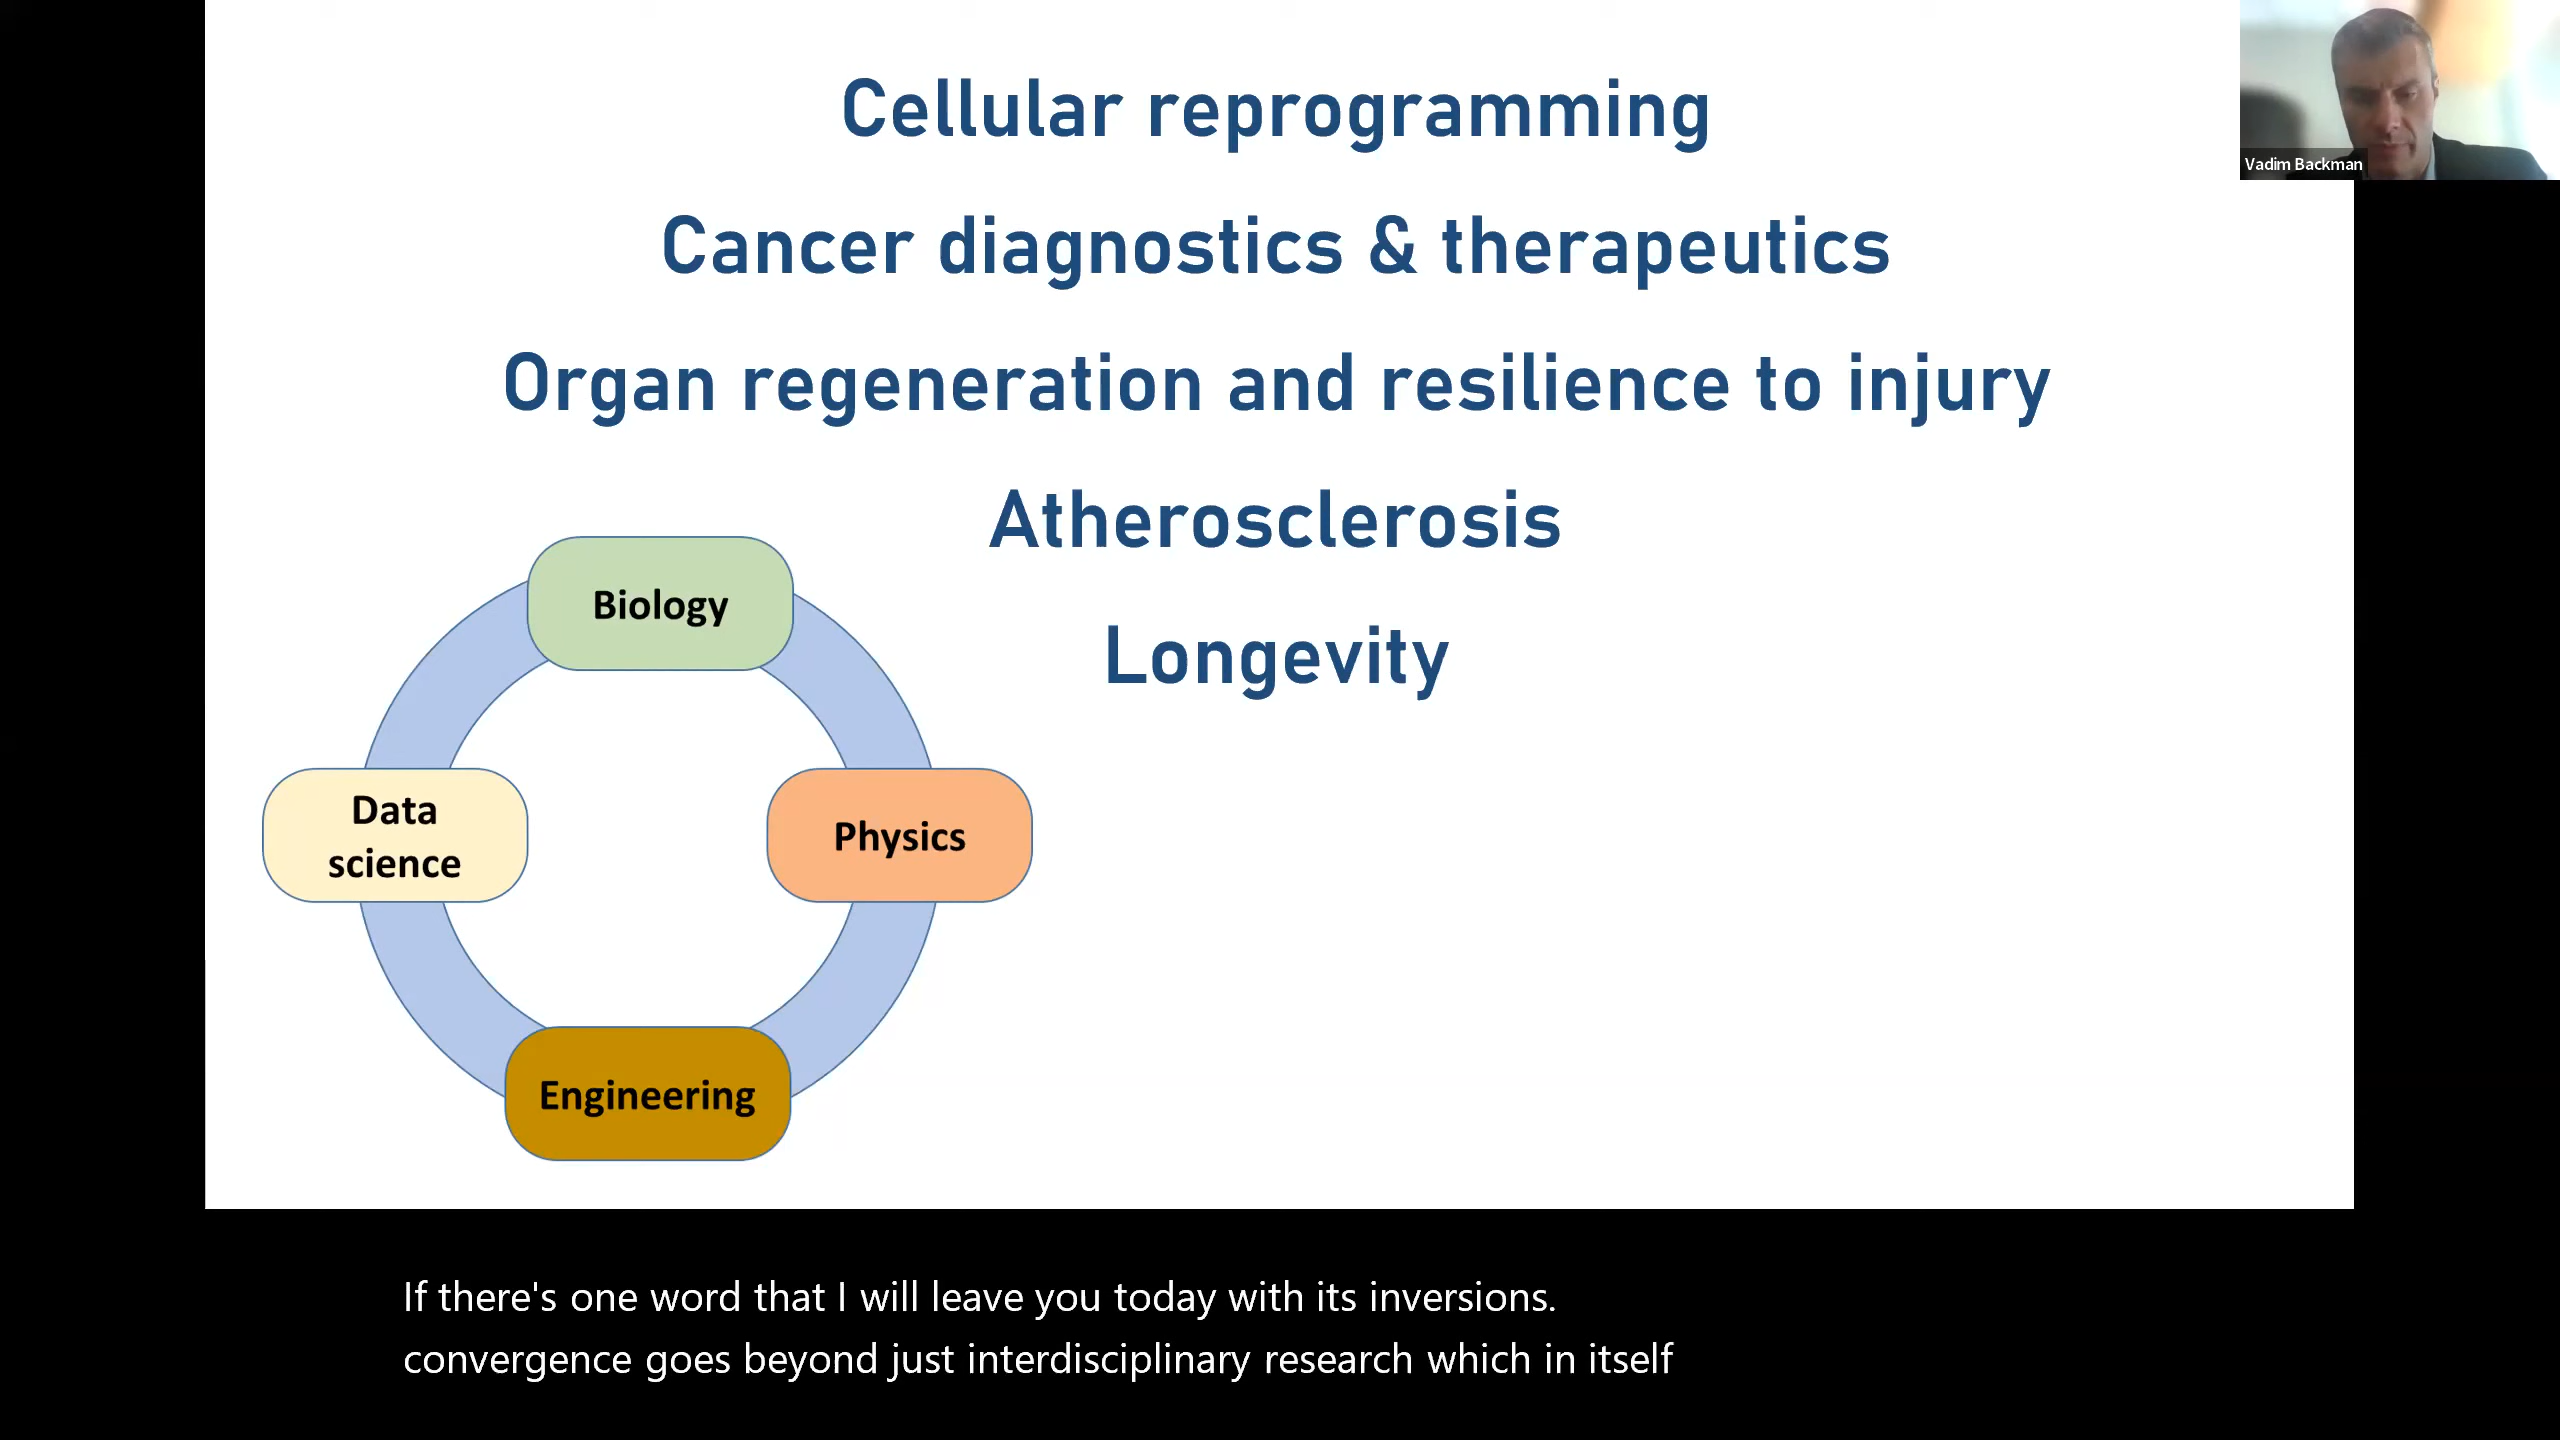 Cellular reprogramming
Cancer diagnostics & therapeutics
Organ regeneration and resilience to injury
Atherosclerosis
Longevity
Biology
Data
science
Physics
Engineering
Vadim Backman
If there's one word that I will leave you today with its inversions.
convergence goes beyond just interdisciplinary research which in itself